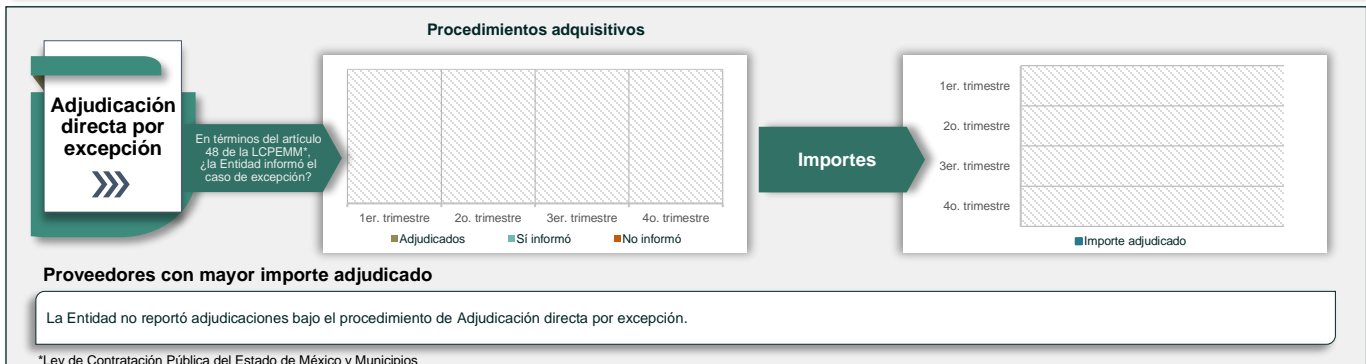 Procedimientos adquisitivos
Adjudicación
directa por
excepción
En términos del artículo
48 de la LCPEMM*,
¿la Entidad informó el
caso de excepción?
1er. trimestre 2o. trimestre 3er. trimestre 4o. trimestre
Adjudicados Sí informó No informó
Importes
1er. trimestre
2o. trimestre
3er. trimestre
4o. trimestre
Importe adjudicado
Proveedores con mayor importe adjudicado
La Entidad no reportó adjudicaciones bajo el procedimiento de Adjudicación directa por excepción.
*Ley de Contratación Pública del Estado de México y Municipios